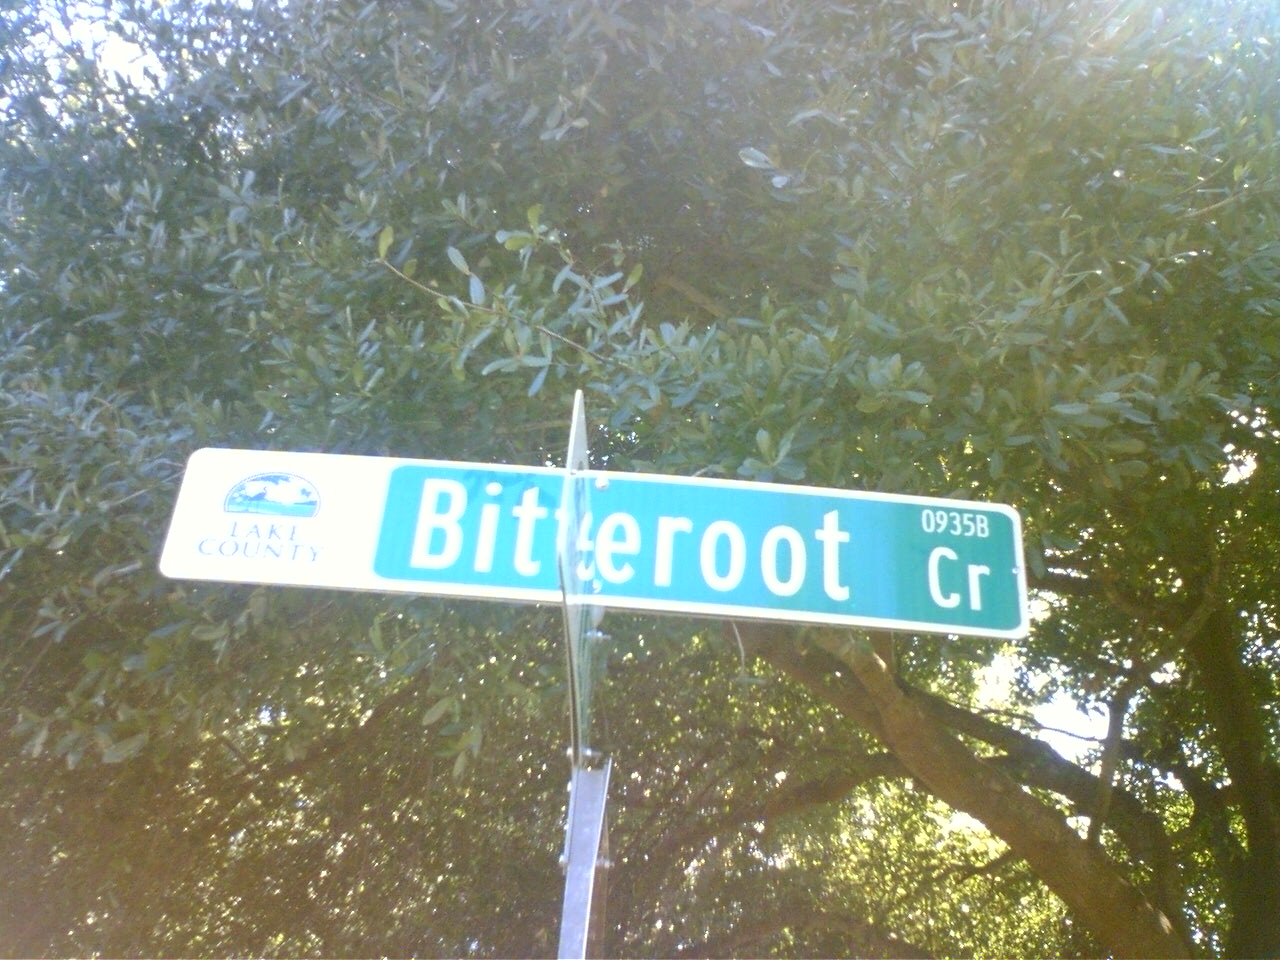 LAKE
COUNTY
Bitteroot Cr
0935B